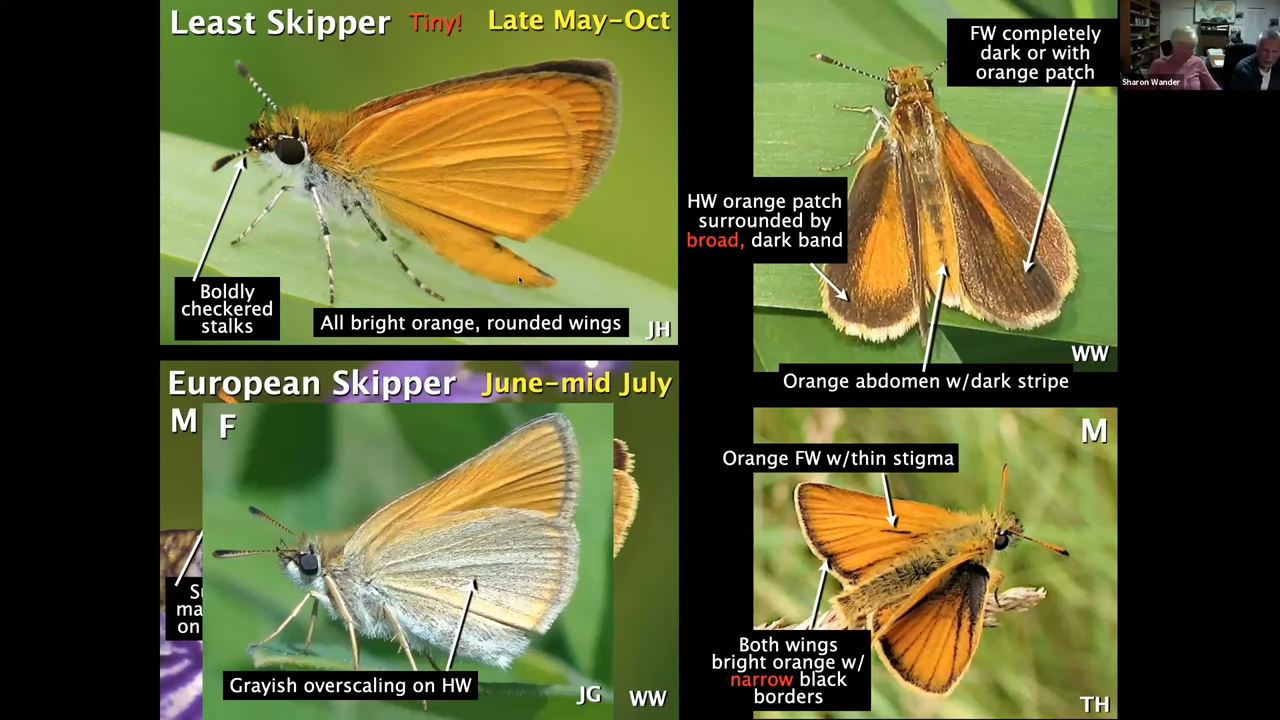 Least Skipper Tiny! Late May-Oct
Boldly
checkered
stalks
All bright orange, rounded wings
JH
FW completely
dark or with
orange patch
HW orange patch
surrounded by
broad, dark band
WW
Orange abdomen w/dark stripe
Sharon Wander
European Skipper June-mid July
M
F
ma
on
Grayish overscaling on HW
JG
WW
M
Orange FW w/thin stigma
Both wings
bright orange w/
narrow black
borders
TH